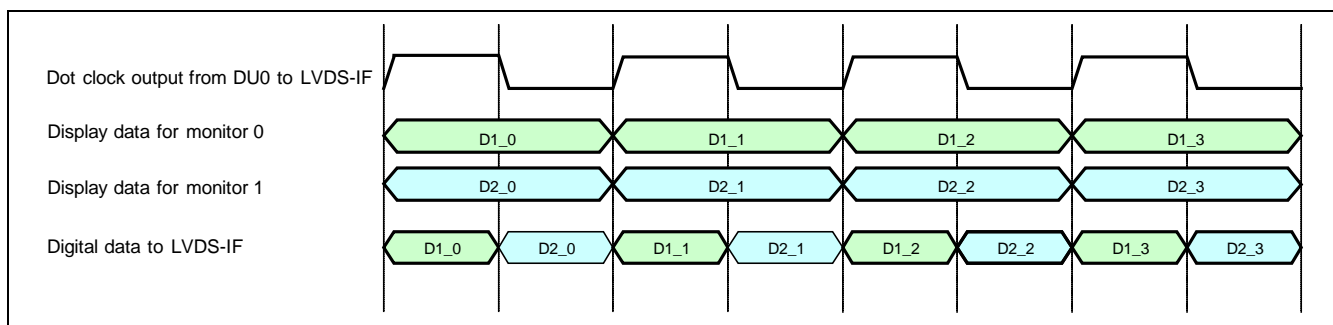 Dot clock output from DU0 to LVDS-IF
Display data for monitor 0
D1_0 D1_1 D1_2 D1_3
Display data for monitor 1
D2_0 D2_1 D2_2 D2_3
Digital data to LVDS-IF
D1_0 D2_0 D1_1 D2_1 D1_2 D2_2 D1_3 D2_3